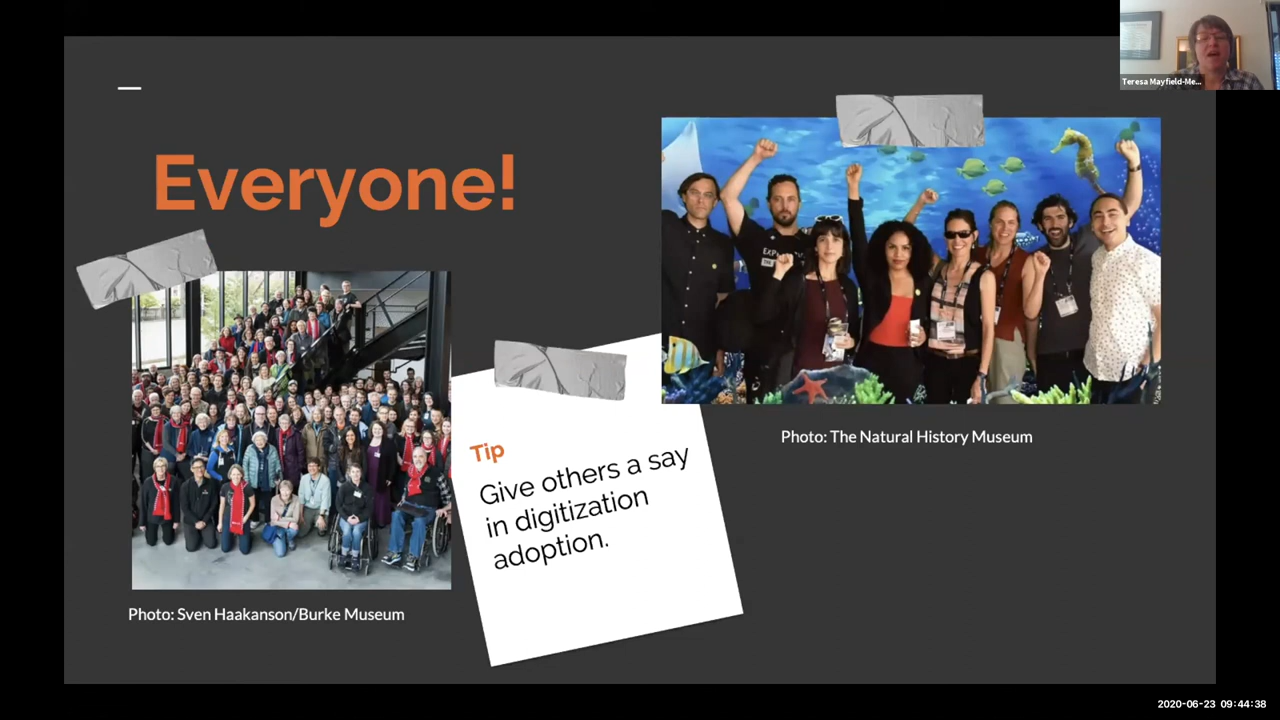 Teresa Mayfield-Me...
Everyone!
Tip
Give others a say
in digitization
adoption.
Photo: The Natural History Museum
Photo: Sven Haakanson/Burke Museum
2020-06-23 09:44:38